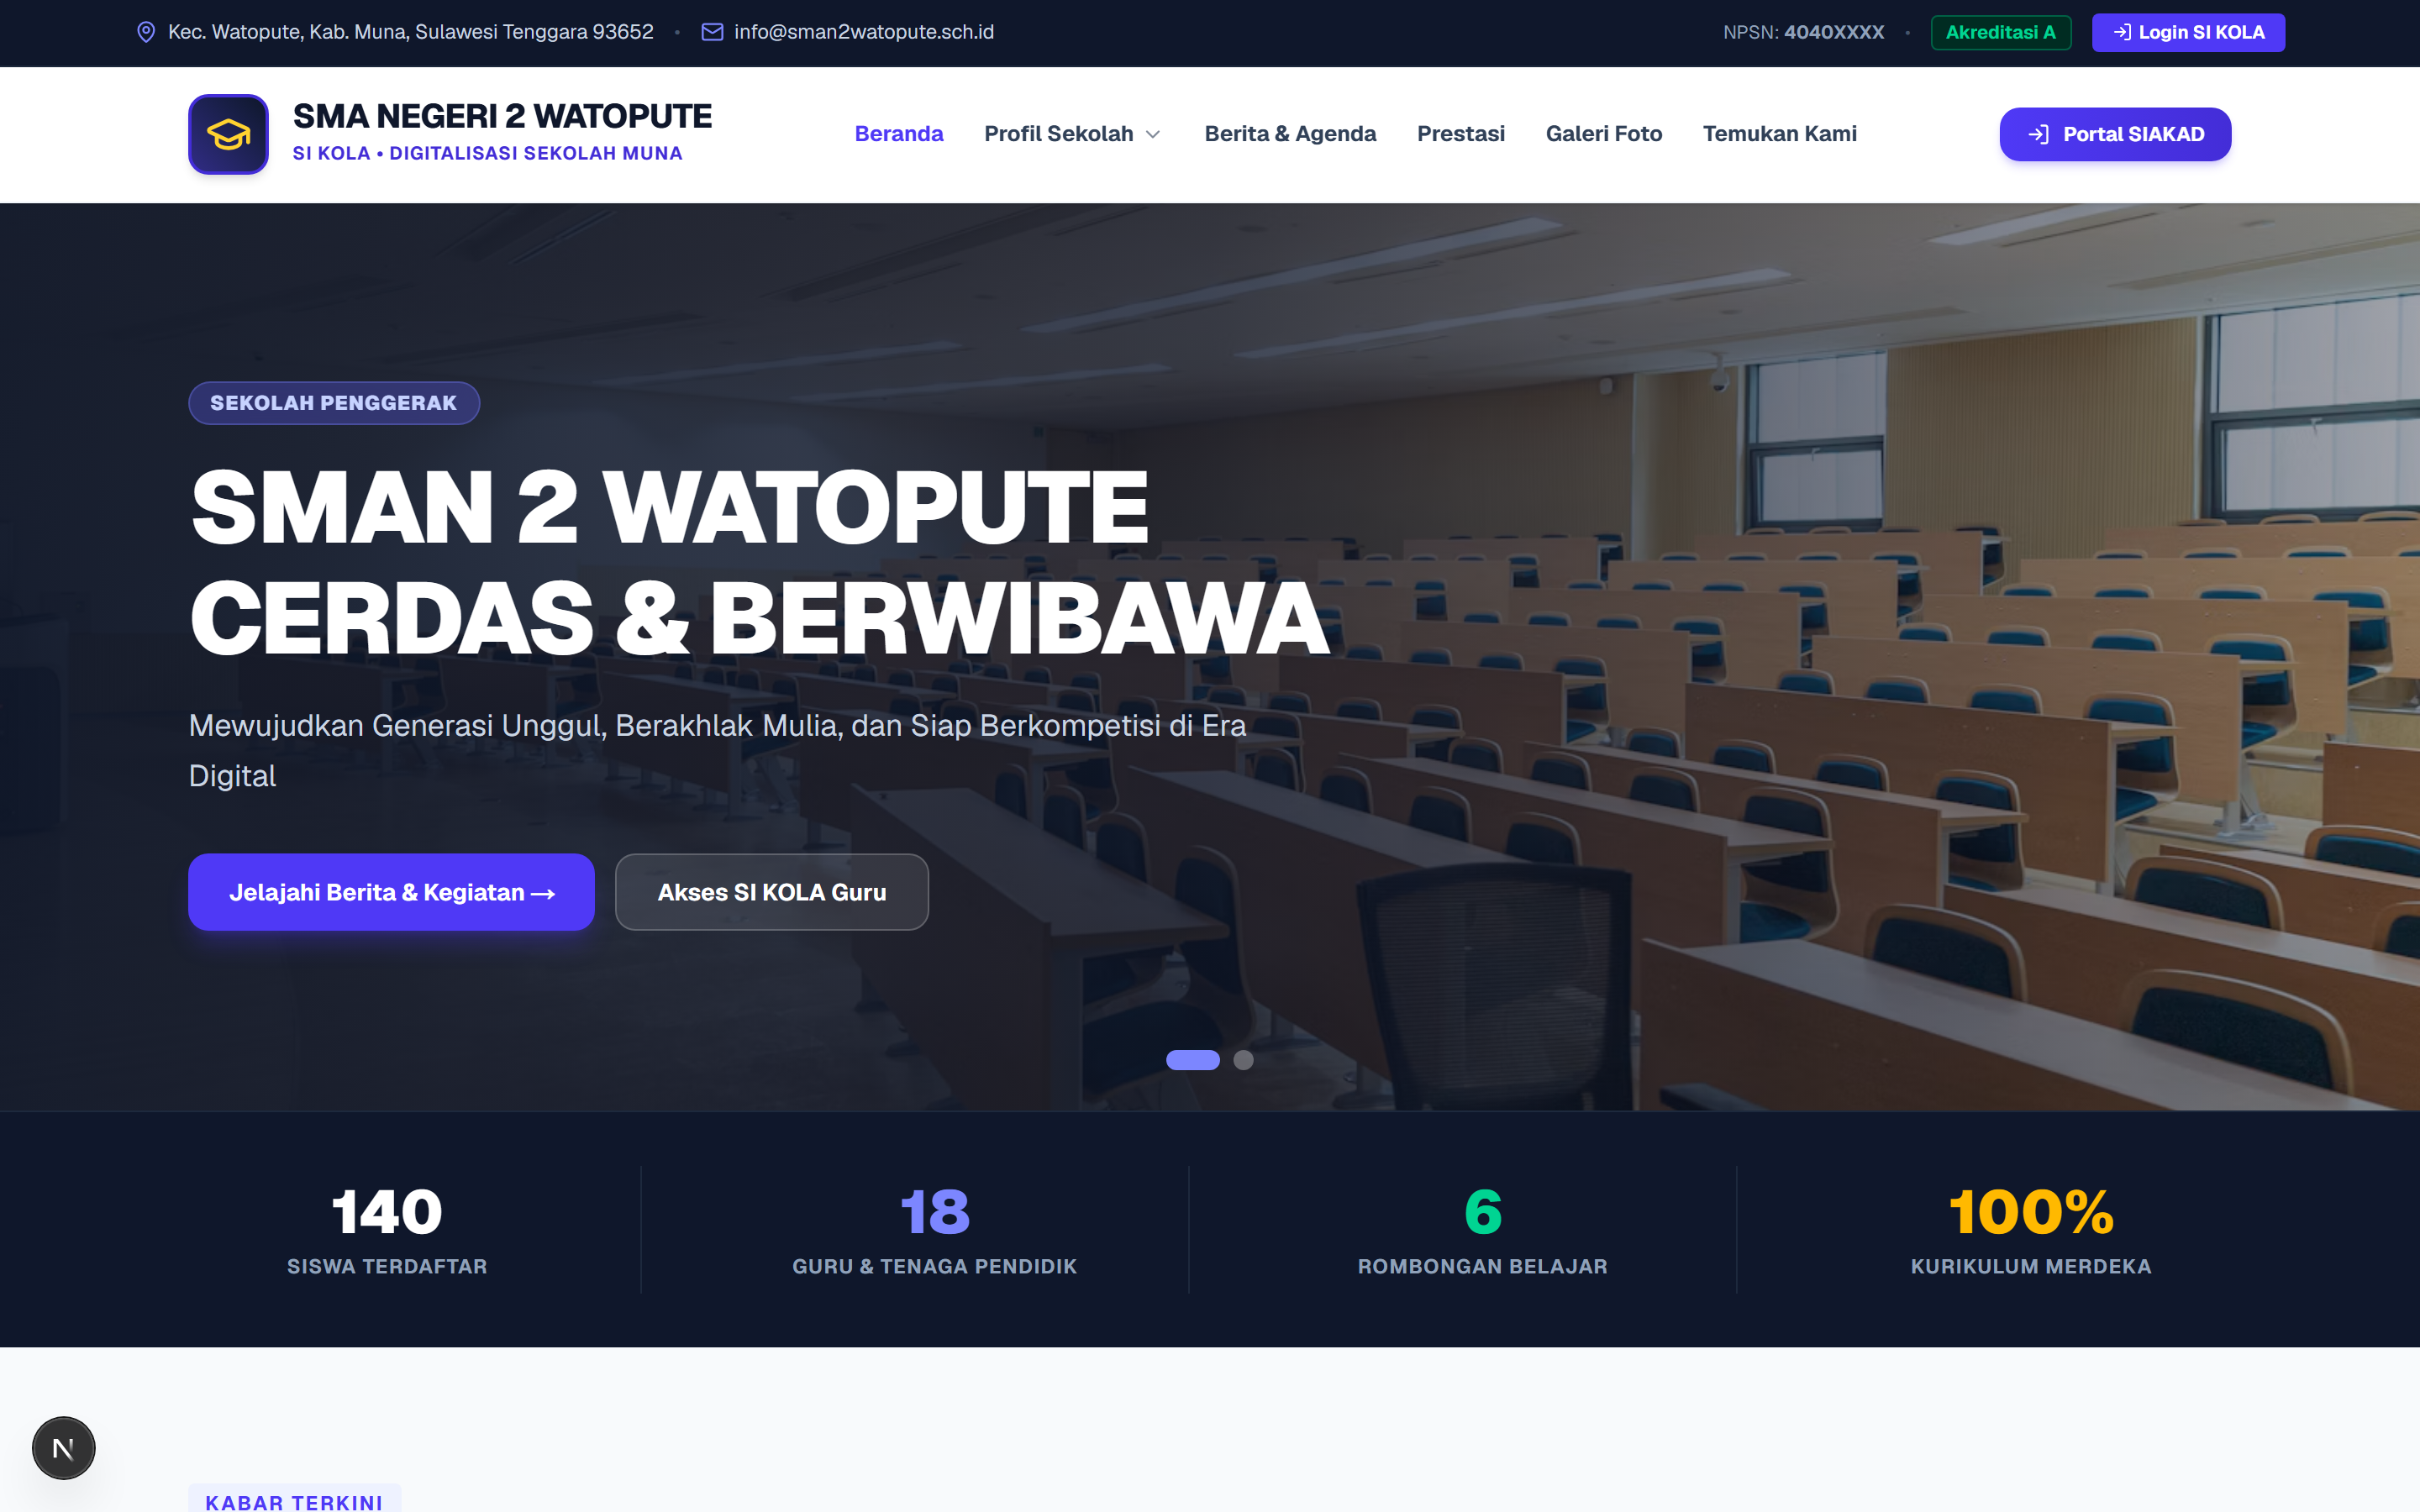 Kec. Watopute, Kab. Muna, Sulawesi Tenggara 93652 • info@sman2watopute.sch.id
NPSN: 4040XXXX • Akreditasi A Login SI KOLA
SMA NEGERI 2 WATOPUTE
SI KOLA • DIGITALISASI SEKOLAH MUNA
Beranda Profil Sekolah Berita & Agenda Prestasi Galeri Foto Temukan Kami
Portal SIAKAD
SEKOLAH PENGGERAK
SMAN 2 WATOPUTE
CERDAS & BERWIBAWA
Mewujudkan Generasi Unggul, Berakhlak Mulia, dan Siap Berkompetisi di Era
Digital
Jelajahi Berita & Kegiatan →
Akses SI KOLA Guru
140
SISWA TERDAFTAR
18
GURU & TENAGA PENDIDIK
6
ROMBONGAN BELAJAR
100%
KURIKULUM MERDEKA
N
KABAR TERKINI